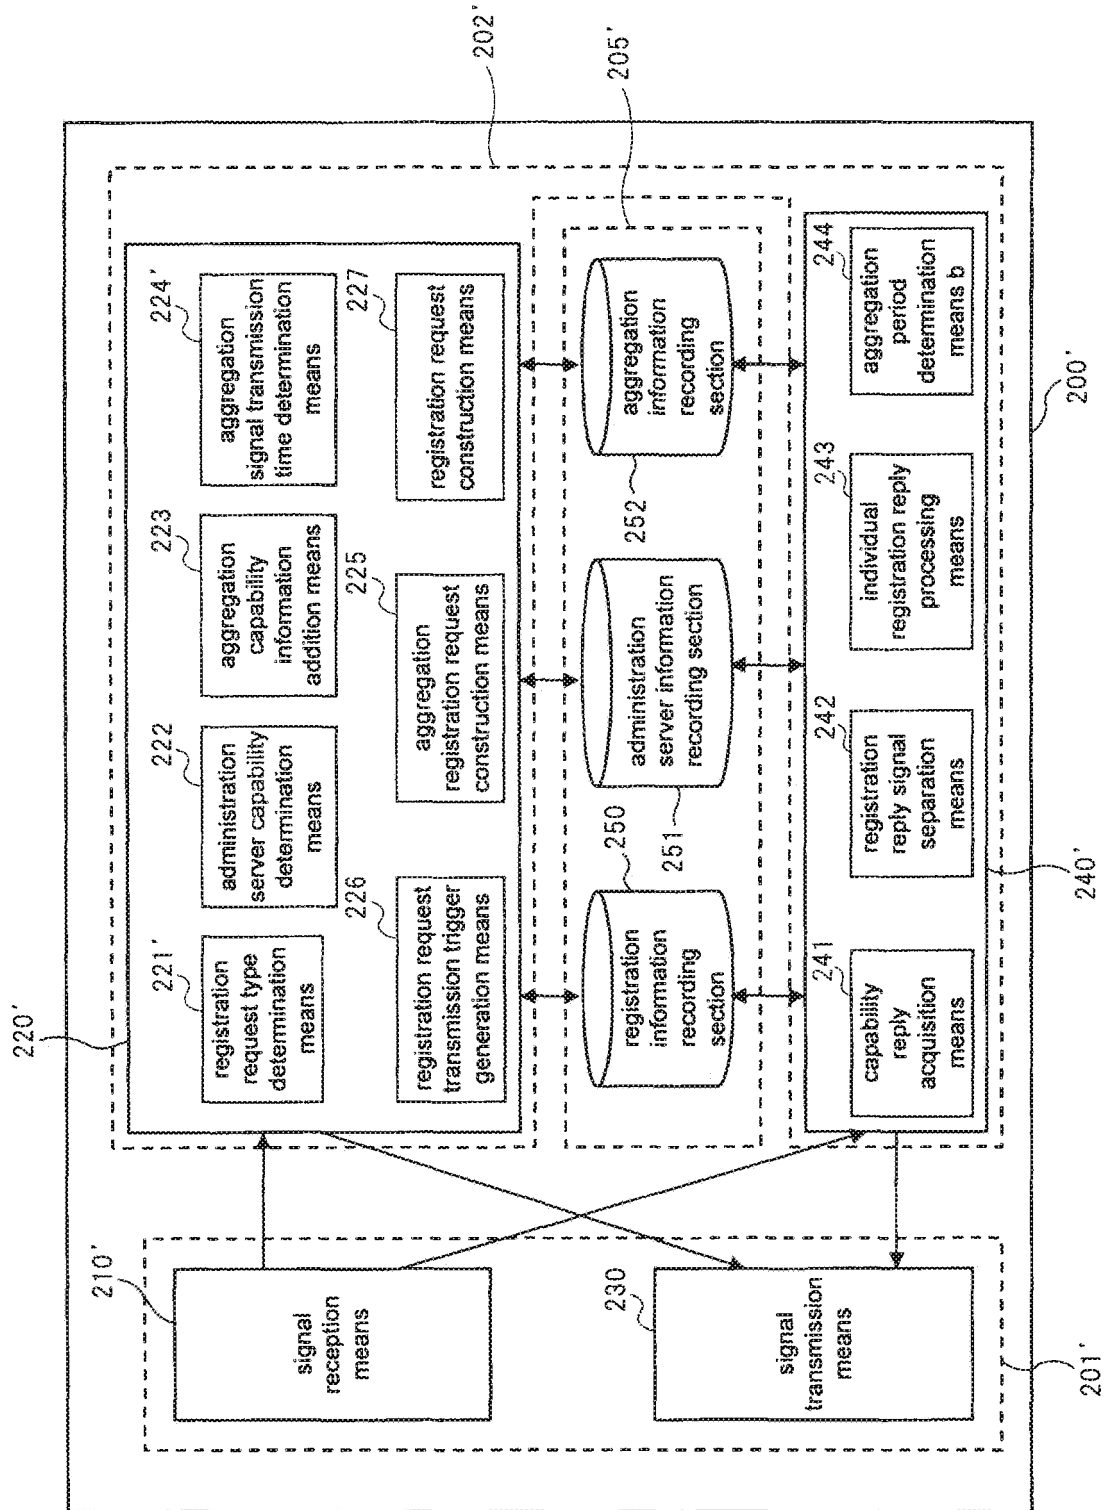 220'
221'
registration
request type
determination
means
222
administration
server capability
determination
means
223
aggregation
capability
information
addition means
224'
aggregation
signal transmission
time determination
means
202'
226
registration request
transmission trigger
generation means
225
aggregation
registration request
construction means
227
registration request
construction means
205'
210'
signal
reception
means
250
registration
information
recording
section
251
administration
server information
recording section
252
aggregation
information
recording
section
230
signal
transmission
means
241
capability
reply
acquisition
means
242
registration
reply signal
separation
means
243
individual
registration reply
processing
means
244
aggregation
period
determination
means b
201'
240'
200'